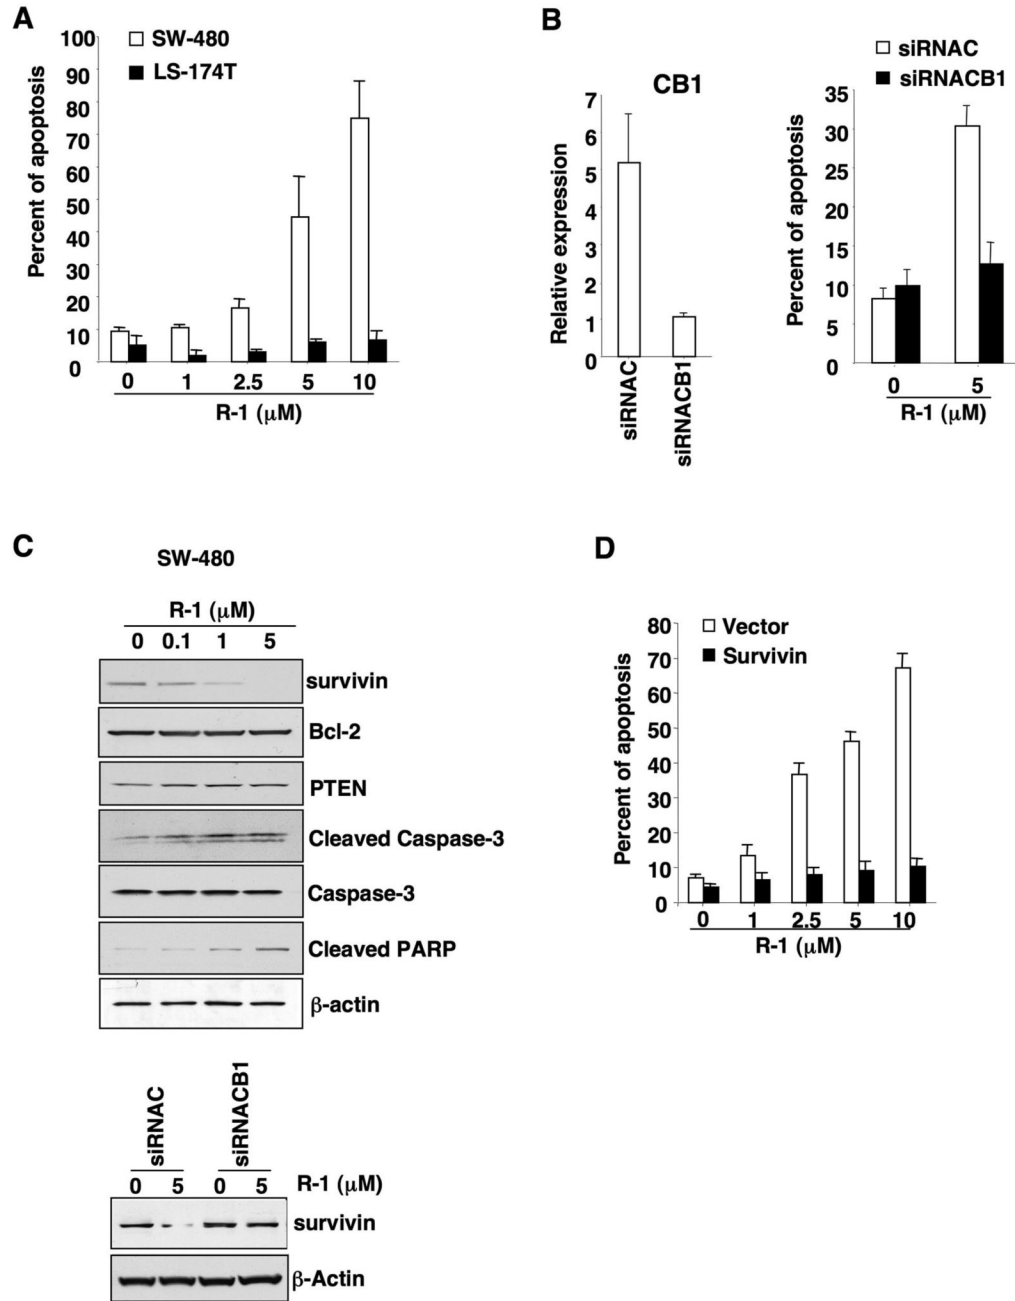 A
SW-480
LS-174T
Percent of apoptosis
100
90
80
70
60
50
40
30
20
10
0
0 1 2.5 5 10
R-1 (μM)
B
CB1
Relative expression
7
6
5
4
3
2
1
0
siRNAC
siRNACB1
siRNAC
siRNACB1
Percent of apoptosis
35
30
25
20
15
10
5
0
0 5
R-1 (μM)
C
SW-480
R-1 (μM)
0 0.1 1 5
survivin
Bcl-2
PTEN
Cleaved Caspase-3
Caspase-3
Cleaved PARP
β-actin
siRNAC
siRNACB1
0 5 0 5 R-1 (μM)
survivin
β-Actin
D
Vector
Survivin
Percent of apoptosis
80
70
60
50
40
30
20
10
0
0 1 2.5 5 10
R-1 (μM)